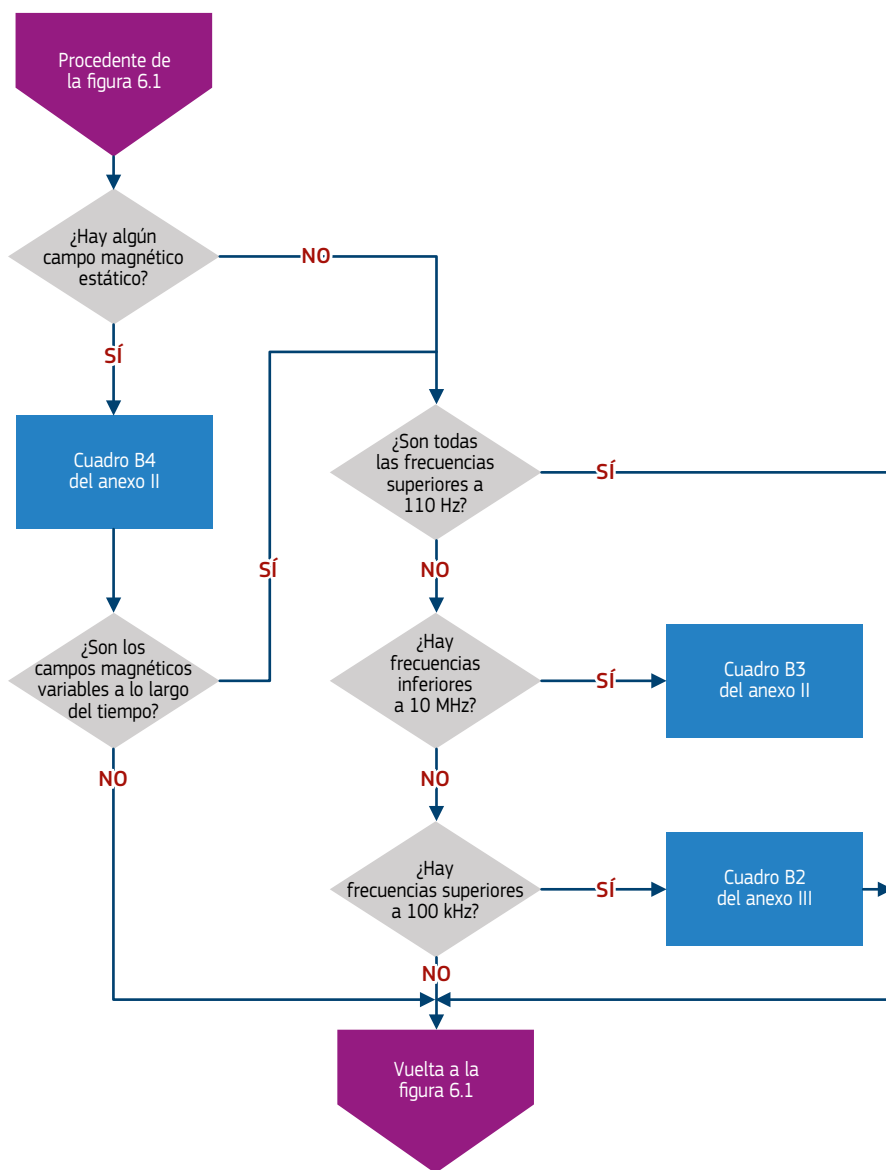 Procedente de
la figura 6.1
¿Hay algún
campo magnético
estático?
NO
SÍ
Cuadro B4
del anexo II
¿Son todas
las frecuencias
superiores a
110 Hz?
SÍ
SÍ
NO
¿Son los
campos magnéticos
variables a lo largo
del tiempo?
¿Hay
frecuencias
inferiores
a 10 MHz?
SÍ
Cuadro B3
del anexo II
NO
NO
¿Hay
frecuencias superiores
a 100 kHz?
SÍ
Cuadro B2
del anexo III
NO
Vuelta a la
figura 6.1